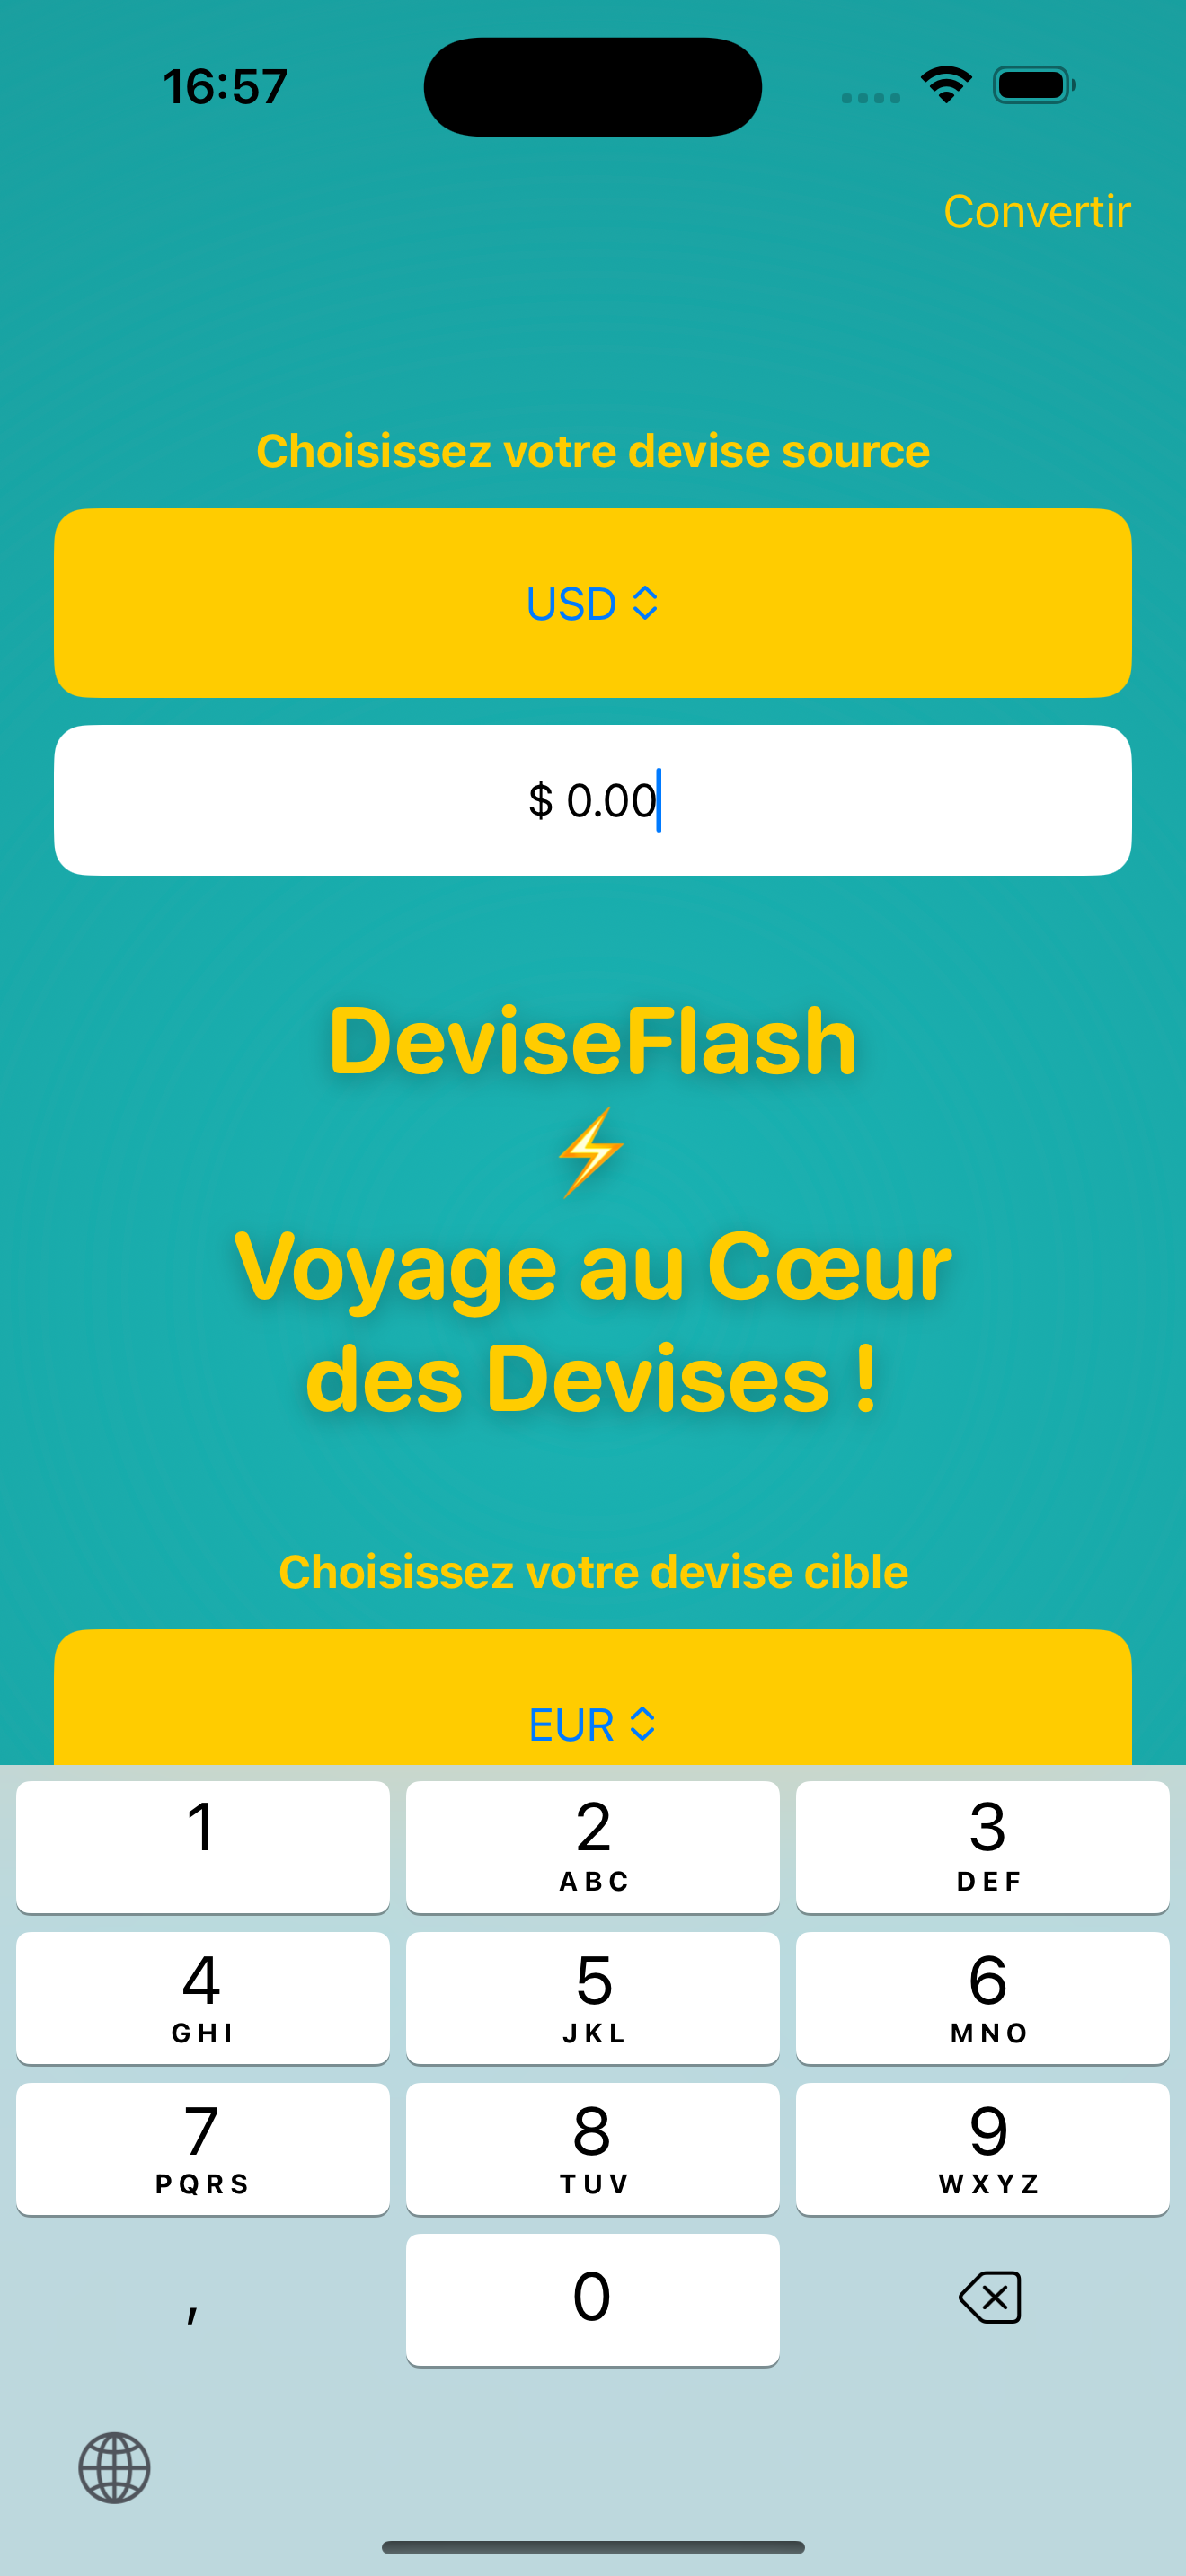 16:57
Convertir
Choisissez votre devise source
USD
$ 0.00
DeviseFlash
⚡
Voyage au Cœur
des Devises !
Choisissez votre devise cible
EUR
1 2 3
ABC DEF
4 5 6
GHI JKL MNO
7 8 9
PQRS TUV WXYZ
, 0